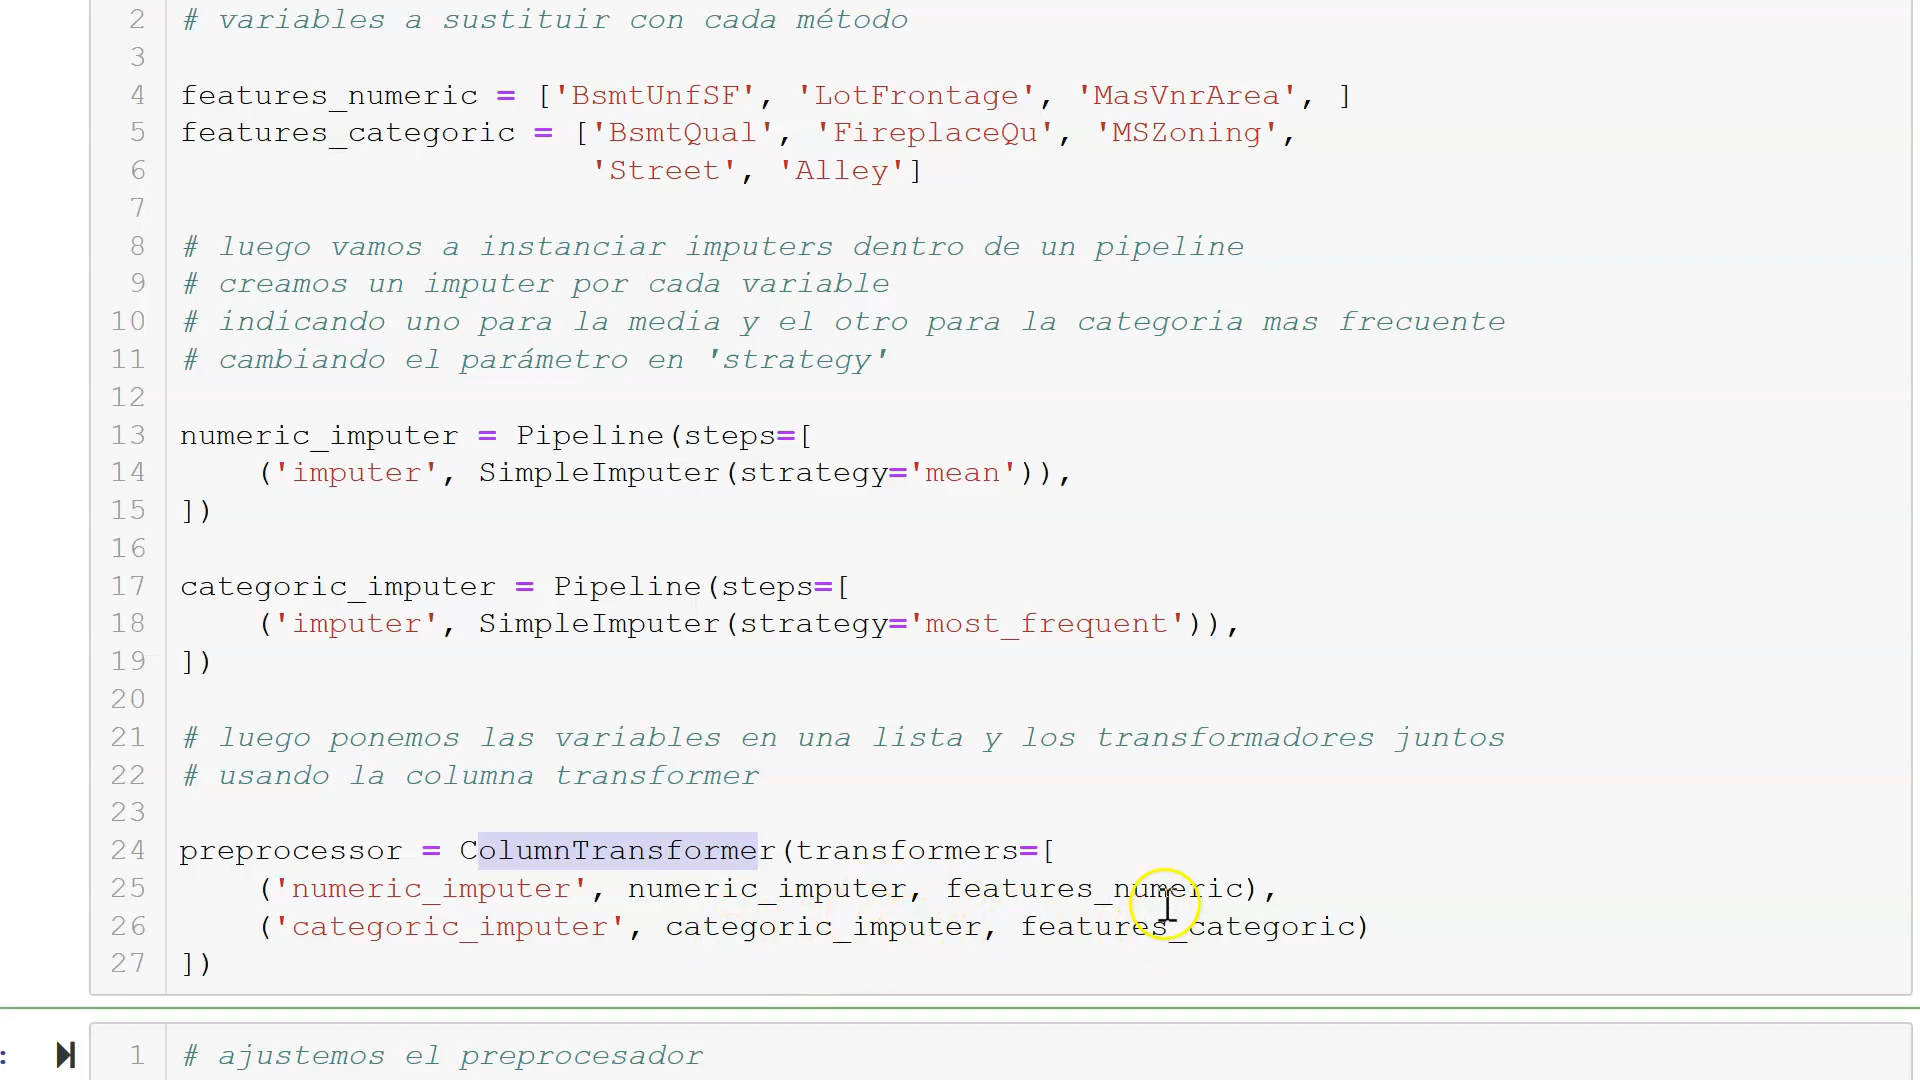 2 # variables a sustituir con cada método
3
4 features_numeric = ['BsmtUnfSF', 'LotFrontage', 'MasVnrArea', ]
5 features_categoric = ['BsmtQual', 'FireplaceQu', 'MSZoning',
6 'Street', 'Alley']
7
8 # luego vamos a instanciar imputers dentro de un pipeline
9 # creamos un imputer por cada variable
10 # indicando uno para la media y el otro para la categoria mas frecuente
11 # cambiando el parámetro en 'strategy'
12
13 numeric_imputer = Pipeline(steps=[
14 ('imputer', SimpleImputer(strategy='mean')),
15 ])
16
17 categoric_imputer = Pipeline(steps=[
18 ('imputer', SimpleImputer(strategy='most_frequent')),
19 ])
20
21 # luego ponemos las variables en una lista y los transformadores juntos
22 # usando la columna transformer
23
24 preprocessor = ColumnTransformer(transformers=[
25 ('numeric_imputer', numeric_imputer, features_numeric),
26 ('categoric_imputer', categoric_imputer, features_categoric)
27 ])
: 1 # ajustemos el preprocesador